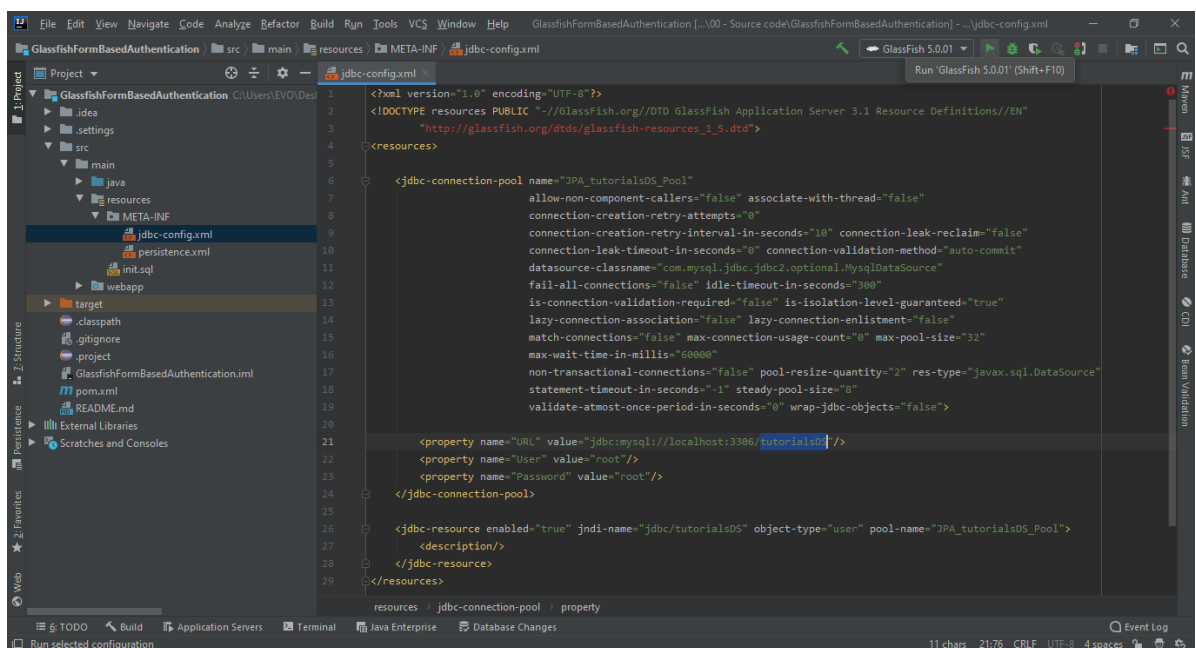 File Edit View Navigate Code Analyze Refactor Build Run Tools VCS Window Help GlassfishFormBasedAuthentication [...\00 - Source code\GlassfishFormBasedAuthentication] - ...\jdbc-config.xml
GlassfishFormBasedAuthentication src main resources META-INF jdbc-config.xml
GlassFish 5.0.01
Run 'GlassFish 5.0.01' (Shift+F10)
Project
jdbc-config.xml
GlassfishFormBasedAuthentication C:\Users\EVO\Des
.idea
.settings
src
main
java
resources
META-INF
jdbc-config.xml
persistence.xml
init.sql
webapp
target
.classpath
.gitignore
.project
GlassfishFormBasedAuthentication.iml
pom.xml
README.md
External Libraries
Scratches and Consoles
1: Project
7: Structure
Persistence
2: Favorites
Web
1 <?xml version="1.0" encoding="UTF-8"?>
2 <!DOCTYPE resources PUBLIC "-//GlassFish.org//DTD GlassFish Application Server 3.1 Resource Definitions//EN"
3 "http://glassfish.org/dtds/glassfish-resources_1_5.dtd">
4 <resources>
5
6 <jdbc-connection-pool name="JPA_tutorialsDS_Pool"
7 allow-non-component-callers="false" associate-with-thread="false"
8 connection-creation-retry-attempts="0"
9 connection-creation-retry-interval-in-seconds="10" connection-leak-reclaim="false"
10 connection-leak-timeout-in-seconds="0" connection-validation-method="auto-commit"
11 datasource-classname="com.mysql.jdbc.jdbc2.optional.MysqlDataSource"
12 fail-all-connections="false" idle-timeout-in-seconds="300"
13 is-connection-validation-required="false" is-isolation-level-guaranteed="true"
14 lazy-connection-association="false" lazy-connection-enlistment="false"
15 match-connections="false" max-connection-usage-count="0" max-pool-size="32"
16 max-wait-time-in-millis="60000"
17 non-transactional-connections="false" pool-resize-quantity="2" res-type="javax.sql.DataSource"
18 statement-timeout-in-seconds="-1" steady-pool-size="8"
19 validate-atmost-once-period-in-seconds="0" wrap-jdbc-objects="false">
20
21 <property name="URL" value="jdbc:mysql://localhost:3306/tutorialsDS"/>
22 <property name="User" value="root"/>
23 <property name="Password" value="root"/>
24 </jdbc-connection-pool>
25
26 <jdbc-resource enabled="true" jndi-name="jdbc/tutorialsDS" object-type="user" pool-name="JPA_tutorialsDS_Pool">
27 <description/>
28 </jdbc-resource>
29 </resources>
resources jdbc-connection-pool property
Maven
JSF
Ant
Database
CDI
Bean Validation
6: TODO Build Application Servers Terminal Java Enterprise Database Changes Event Log
Run selected configuration 11 chars 21:76 CRLF UTF-8 4 spaces